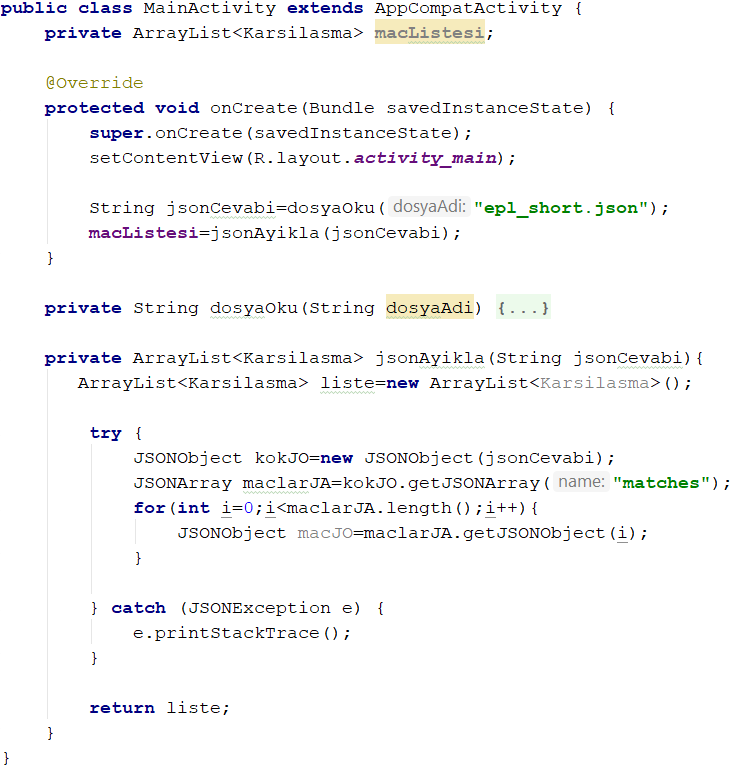 public class MainActivity extends AppCompatActivity {
    private ArrayList<Karsilasma> macListesi;
    @Override
    protected void onCreate(Bundle savedInstanceState) {
        super.onCreate(savedInstanceState);
        setContentView(R.layout.activity_main);
        String jsonCevabi=dosyaOku( dosyaAdi: "epl_short.json");
        macListesi=jsonAyikla(jsonCevabi);
    }
    private String dosyaOku(String dosyaAdi) {...}
    private ArrayList<Karsilasma> jsonAyikla(String jsonCevabi){
       ArrayList<Karsilasma> liste=new ArrayList<Karsilasma>();
        try {
            JSONObject kokJO=new JSONObject(jsonCevabi);
            JSONArray maclarJA=kokJO.getJSONArray( name: "matches");
            for(int i=0;i<maclarJA.length();i++){
                JSONObject macJO=maclarJA.getJSONObject(i);
            }
        } catch (JSONException e) {
            e.printStackTrace();
        }
        return liste;
    }
}